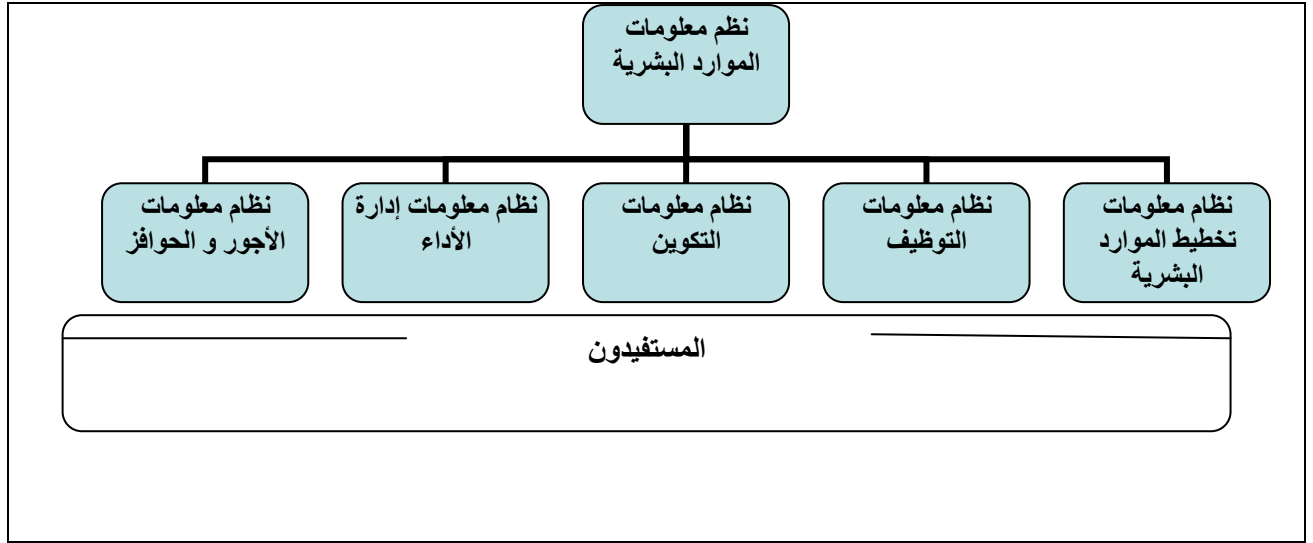 نظم معلومات
الموارد البشرية
نظام معلومات
تخطيط الموارد
البشرية
نظام معلومات
التوظيف
نظام معلومات
التكوين
نظام معلومات إدارة
الأداء
نظام معلومات
الأجور و الحوافز
المستفيدون